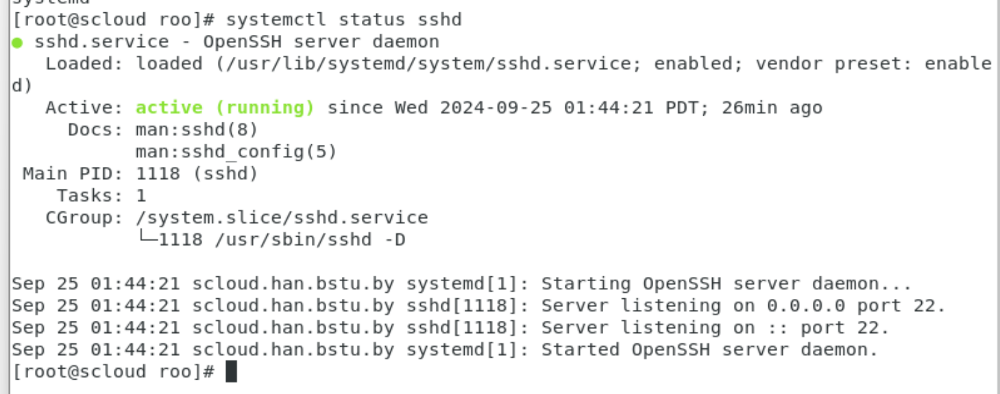 systemd
[root@scloud roo]# systemctl status sshd
● sshd.service - OpenSSH server daemon
   Loaded: loaded (/usr/lib/systemd/system/sshd.service; enabled; vendor preset: enable
d)
   Active: active (running) since Wed 2024-09-25 01:44:21 PDT; 26min ago
     Docs: man:sshd(8)
           man:sshd_config(5)
 Main PID: 1118 (sshd)
    Tasks: 1
   CGroup: /system.slice/sshd.service
           └─1118 /usr/sbin/sshd -D

Sep 25 01:44:21 scloud.han.bstu.by systemd[1]: Starting OpenSSH server daemon...
Sep 25 01:44:21 scloud.han.bstu.by sshd[1118]: Server listening on 0.0.0.0 port 22.
Sep 25 01:44:21 scloud.han.bstu.by sshd[1118]: Server listening on :: port 22.
Sep 25 01:44:21 scloud.han.bstu.by systemd[1]: Started OpenSSH server daemon.
[root@scloud roo]#